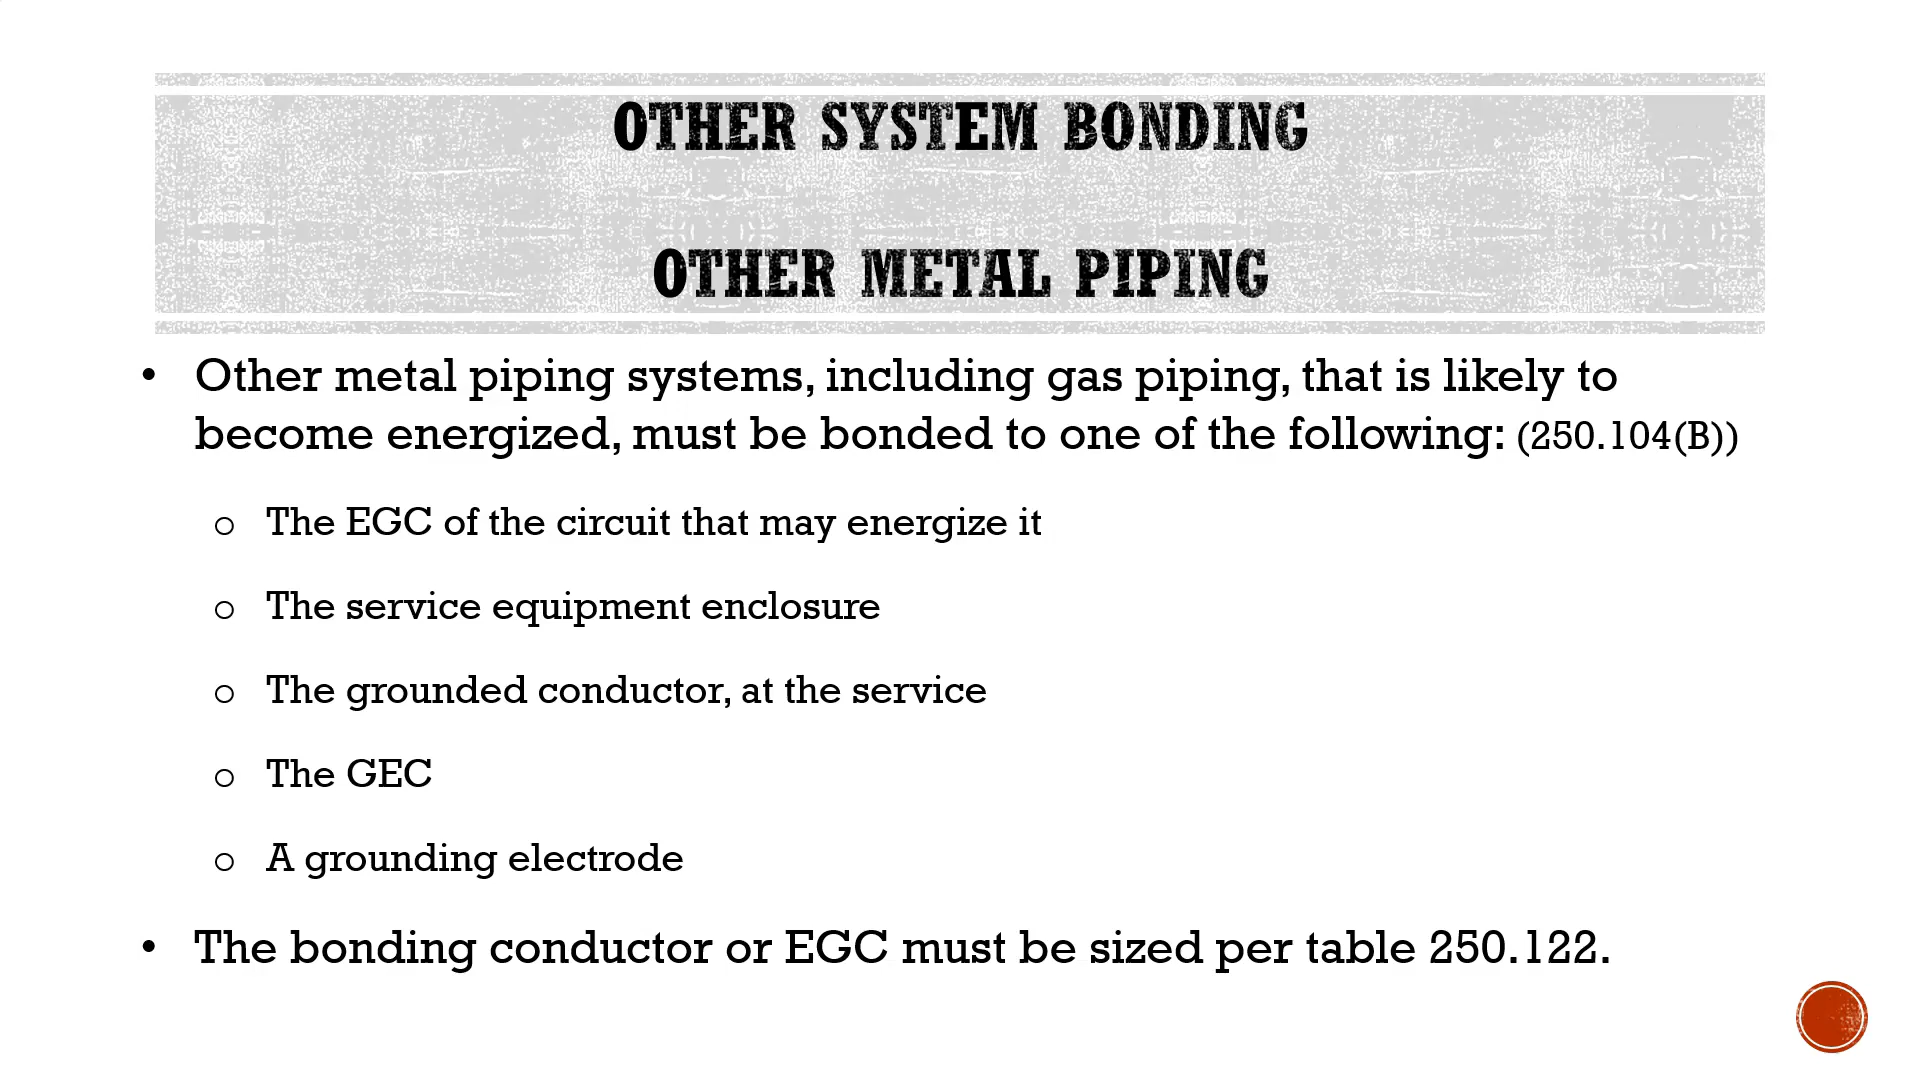 OTHER SYSTEM BONDING
OTHER METAL PIPING
• Other metal piping systems, including gas piping, that is likely to
become energized, must be bonded to one of the following: (250.104(B))
o The EGC of the circuit that may energize it
o The service equipment enclosure
o The grounded conductor, at the service
o The GEC
o A grounding electrode
• The bonding conductor or EGC must be sized per table 250.122.